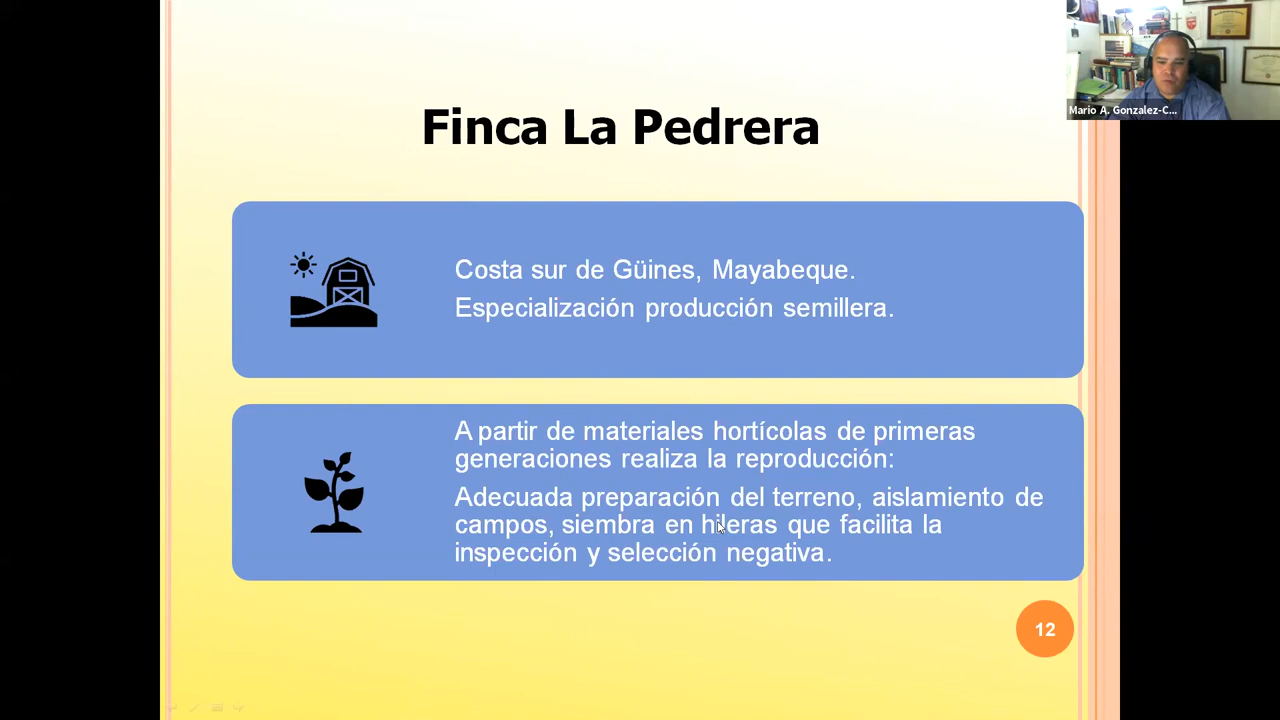 Mario A. Gonzalez-C...
Finca La Pedrera
Costa sur de Güines, Mayabeque.
Especialización producción semillera.
A partir de materiales hortícolas de primeras
generaciones realiza la reproducción:
Adecuada preparación del terreno, aislamiento de
campos, siembra en hileras que facilita la
inspección y selección negativa.
12